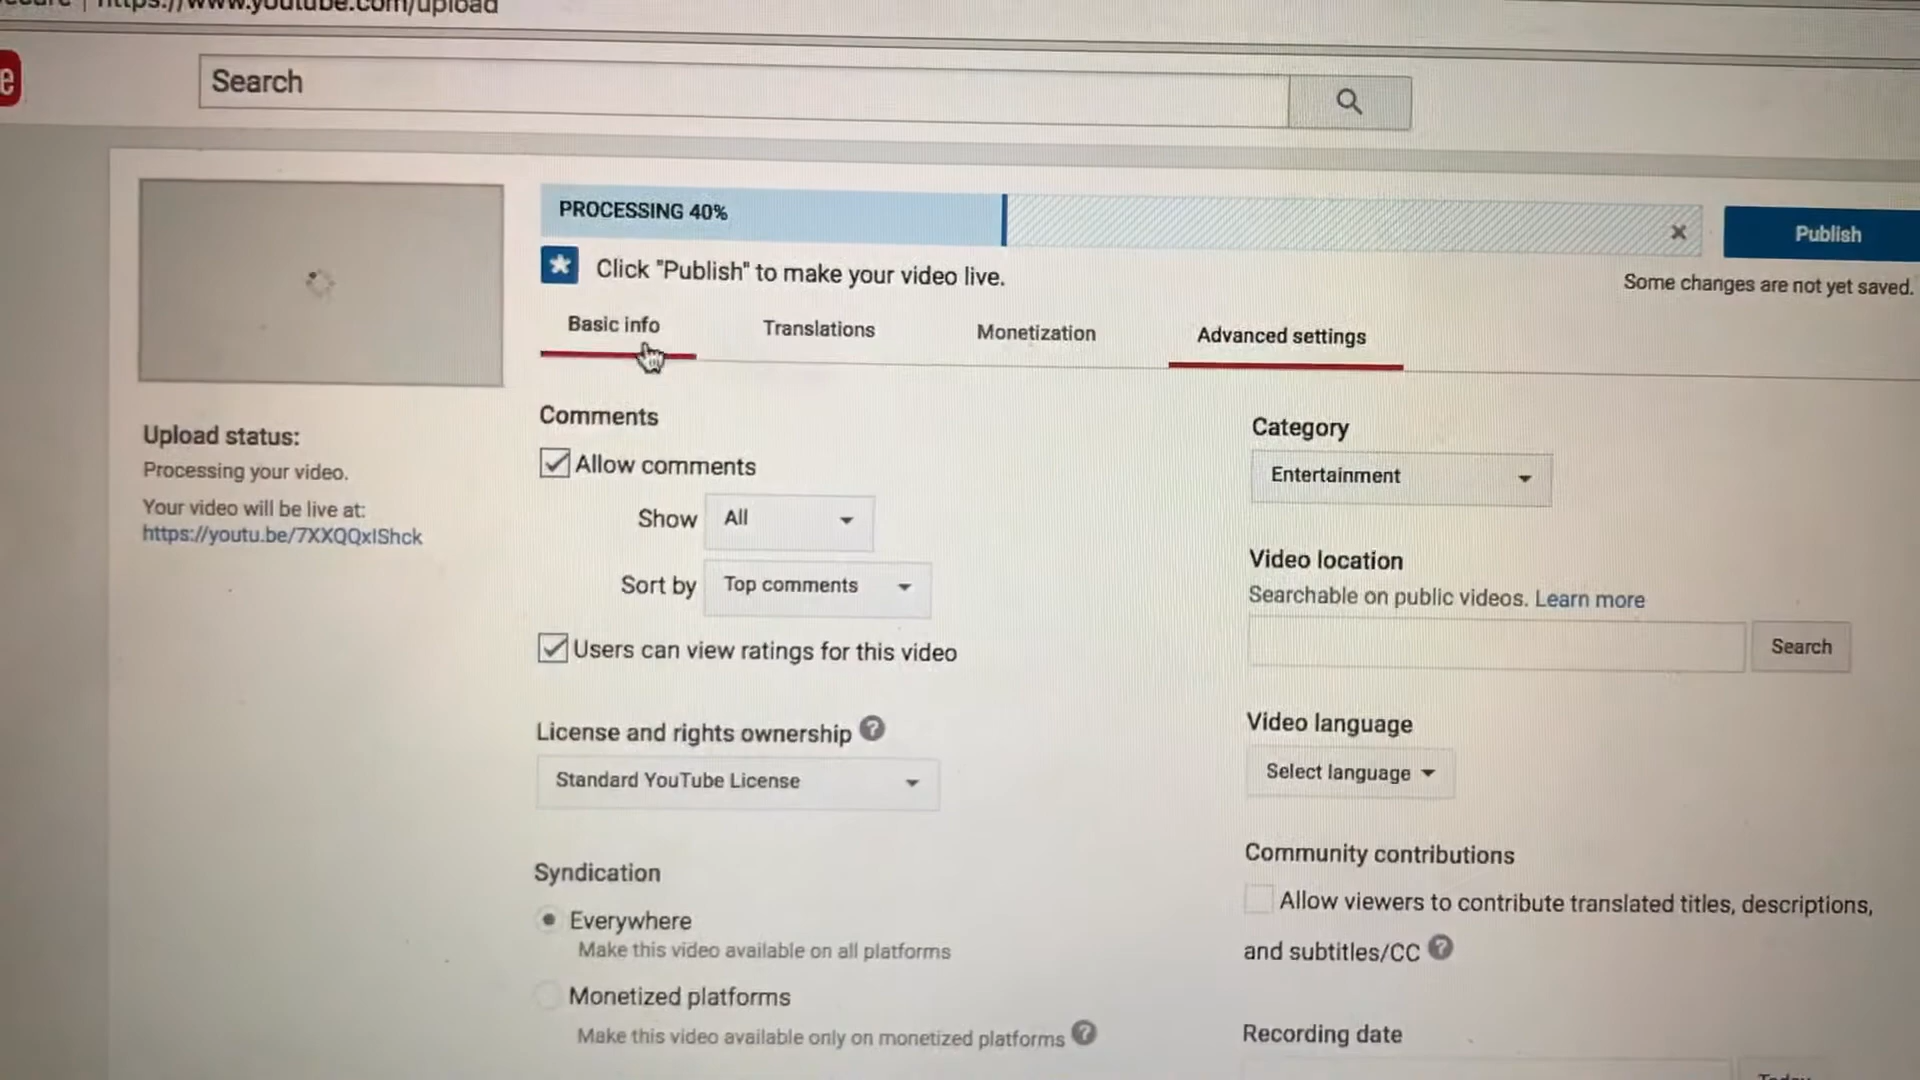 https://www.youtube.com/upload
e
Search
PROCESSING 40%
Publish
Click "Publish" to make your video live.
Some changes are not yet saved.
Basic info
Translations
Monetization
Advanced settings
Upload status:
Processing your video.
Your video will be live at:
https://youtu.be/7XXQQxIShck
Comments
Allow comments
Show All
Sort by Top comments
Users can view ratings for this video
License and rights ownership ?
Standard YouTube License
Syndication
Everywhere
Make this video available on all platforms
Monetized platforms
Make this video available only on monetized platforms ?
Category
Entertainment
Video location
Searchable on public videos. Learn more
Search
Video language
Select language
Community contributions
Allow viewers to contribute translated titles, descriptions,
and subtitles/CC ?
Recording date